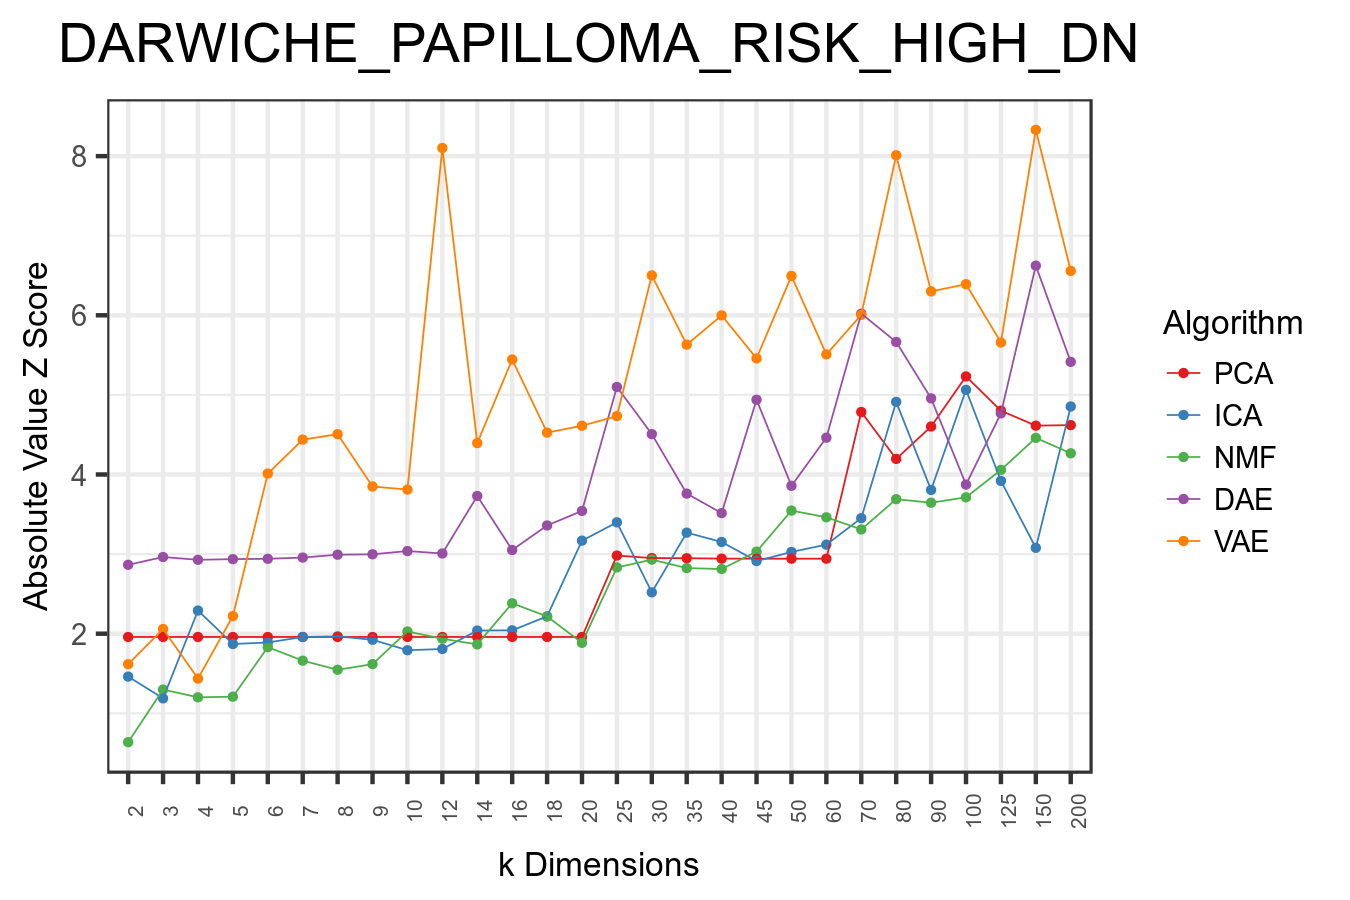 DARWICHE_PAPILLOMA_RISK_HIGH_DN
Absolute Value Z Score
8
6
4
2
2 3 4 5 6 7 8 9 10 12 14 16 18 20 25 30 35 40 45 50 60 70 80 90 100 125 150 200
k Dimensions
Algorithm
PCA
ICA
NMF
DAE
VAE